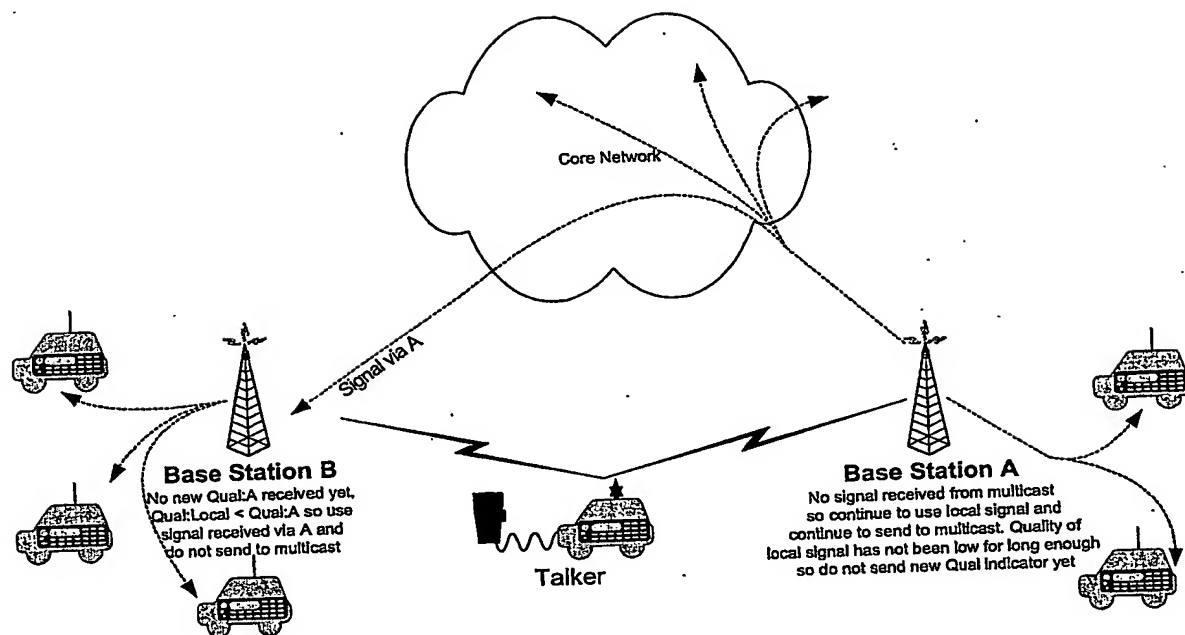 Core Network
Signal via A
Base Station B
No new Qual:A received yet,
Qual:Local < Qual:A so use
signal received via A and
do not send to multicast
Talker
Base Station A
No signal received from multicast
so continue to use local signal and
continue to send to multicast. Quality of
local signal has not been low for long enough
so do not send new Qual Indicator yet